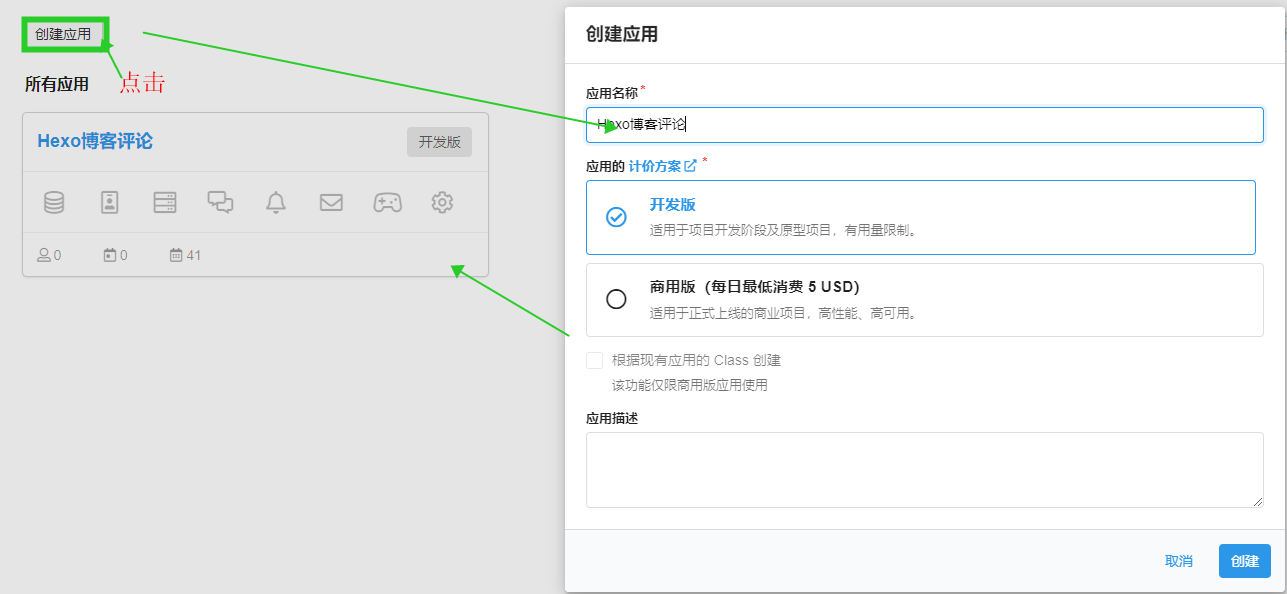 创建应用
点击
所有应用
Hexo博客评论
开发版
0
0
41
创建应用
应用名称*
Hexo博客评论
应用的 计价方案 *
开发版
适用于项目开发阶段及原型项目，有用量限制。
商用版（每日最低消费 5 USD）
适用于正式上线的商业项目，高性能、高可用。
根据现有应用的 Class 创建
该功能仅限商用版应用使用
应用描述
取消
创建